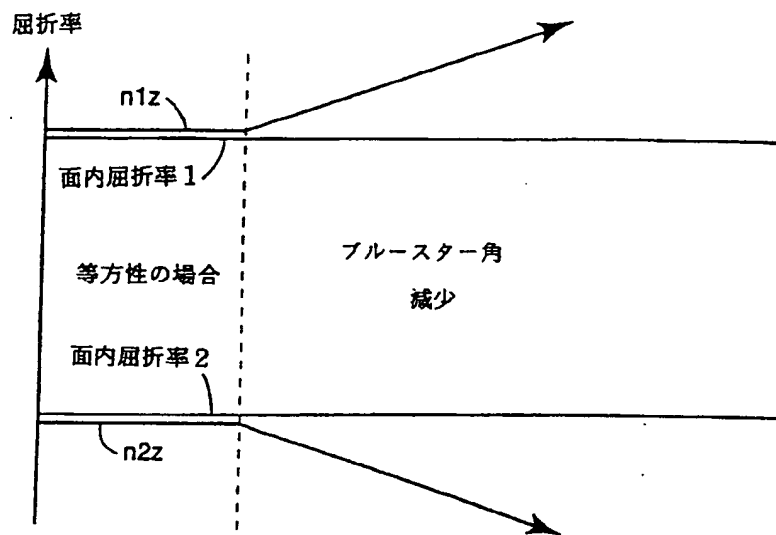 屈折率
n1z
面内屈折率1
等方性の場合
ブルースター角
減少
面内屈折率2
n2z